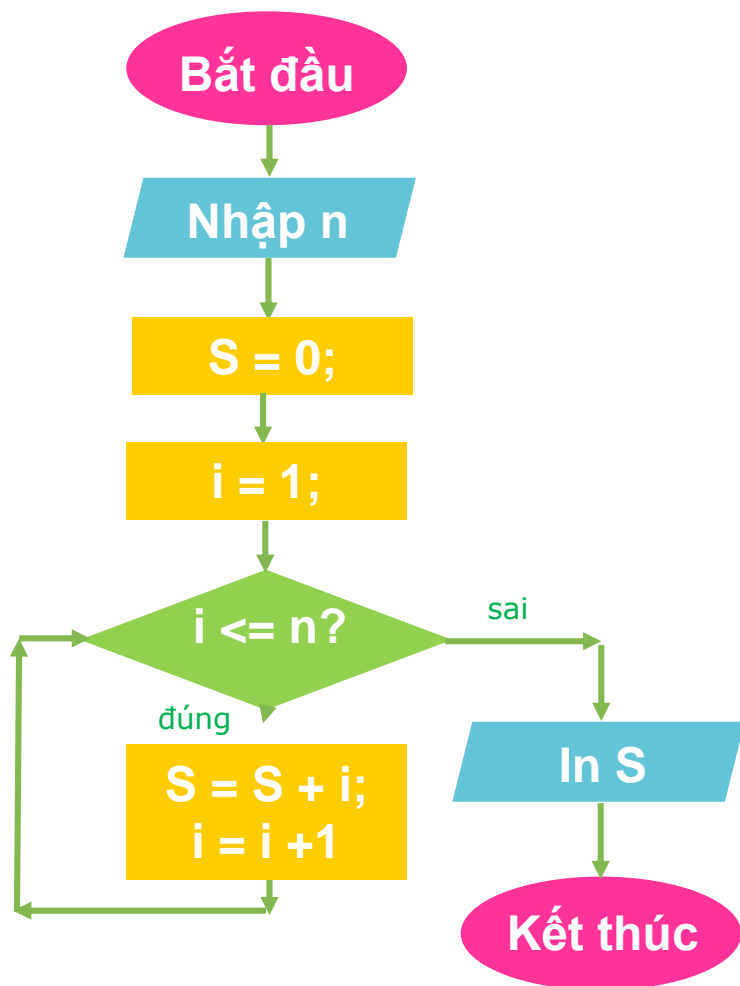 Bắt đầu
Nhập n
S = 0;
i = 1;
i <= n?
sai
đúng
S = S + i;
i = i +1
In S
Kết thúc